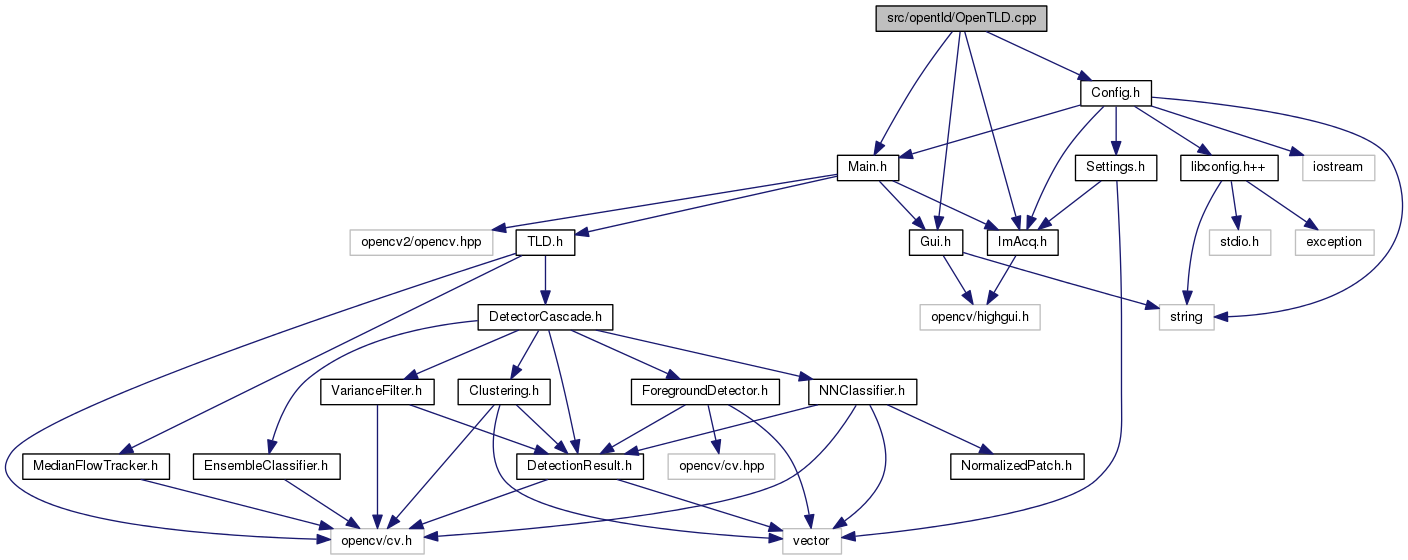 src/opentld/OpenTLD.cpp
Config.h
Main.h
Settings.h
libconfig.h++
iostream
opencv2/opencv.hpp
TLD.h
Gui.h
ImAcq.h
stdio.h
exception
DetectorCascade.h
opencv/highgui.h
string
VarianceFilter.h
Clustering.h
ForegroundDetector.h
NNClassifier.h
MedianFlowTracker.h
EnsembleClassifier.h
DetectionResult.h
opencv/cv.hpp
NormalizedPatch.h
opencv/cv.h
vector